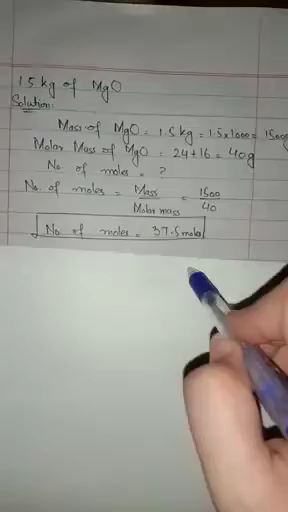 1.5 kg of MgO
Solution:
Mass of MgO = 1.5 kg = 1.5 x 1000 = 1500g
Molar Mass of MgO = 24 + 16 = 40g
No of moles = ?
No. of moles = Mass / Molar mass = 1500 / 40
No of moles = 37.5 moles